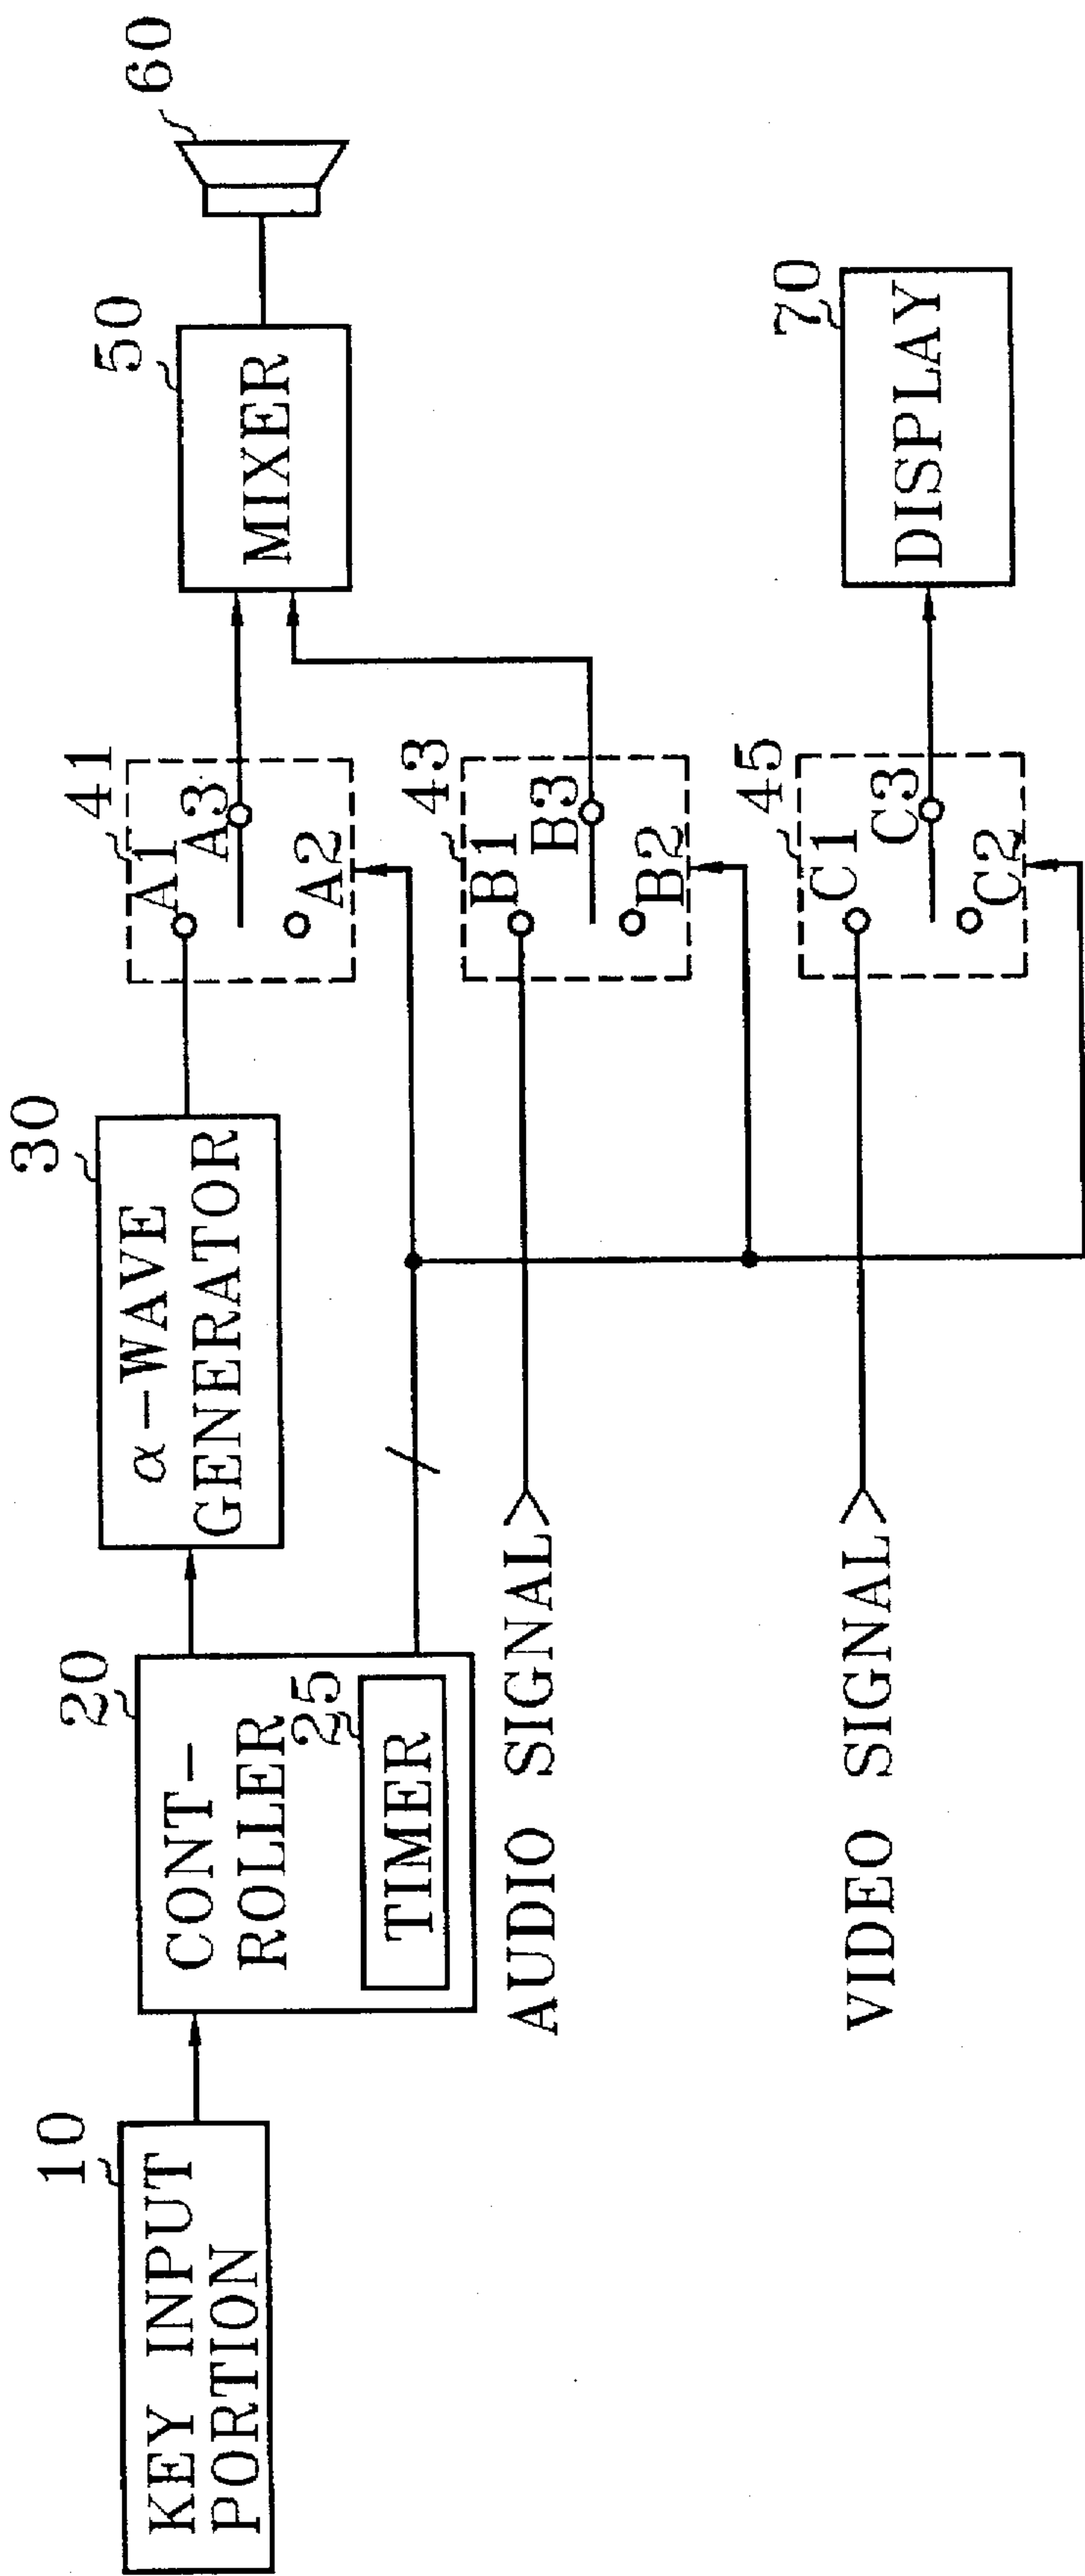 10
KEY INPUT
PORTION
20
CONT-
ROLLER
25
TIMER
30
α-WAVE
GENERATOR
41
A1
A3
A2
50
MIXER
60
AUDIO SIGNAL
43
B1
B3
B2
VIDEO SIGNAL
45
C1
C3
C2
70
DISPLAY